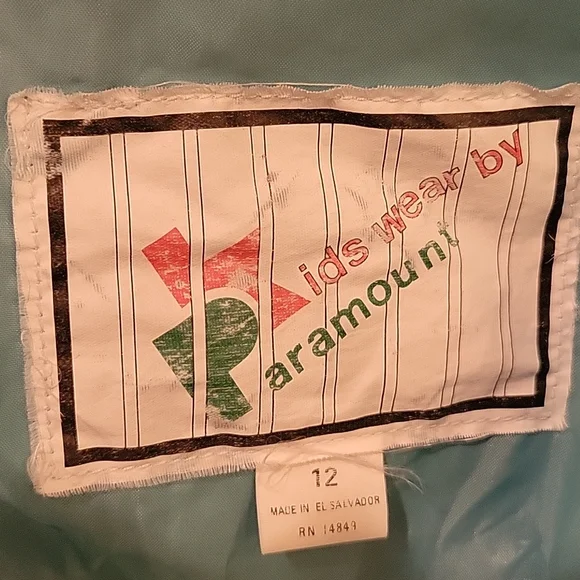 Kids wear by
Paramount
12
MADE IN EL SALVADOR
RN 14849